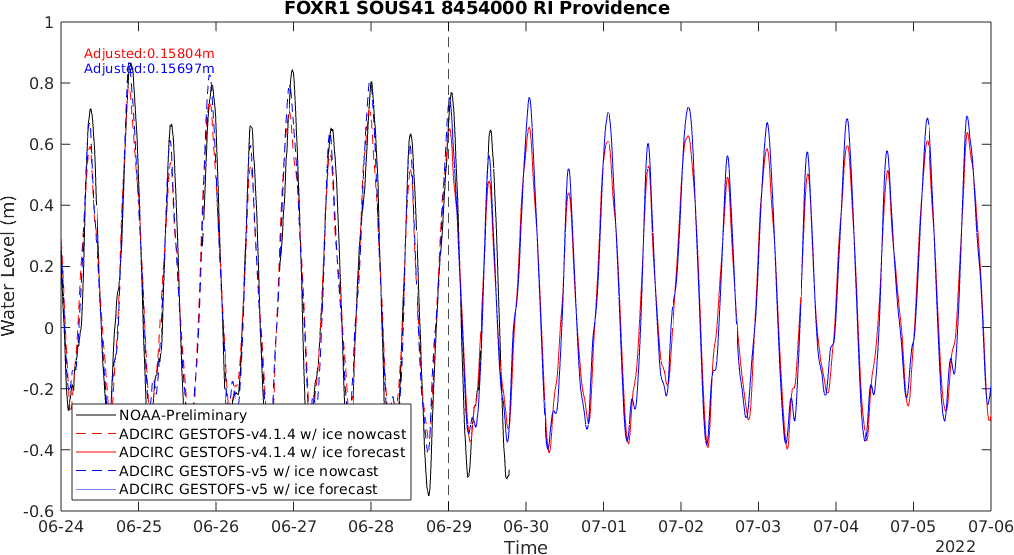 FOXR1 SOUS41 8454000 RI Providence
Adjusted:0.15804m
Adjusted:0.15697m
1
0.8
0.6
0.4
0.2
0
-0.2
-0.4
-0.6
Water Level (m)
NOAA-Preliminary
ADCIRC GESTOFS-v4.1.4 w/ ice nowcast
ADCIRC GESTOFS-v4.1.4 w/ ice forecast
ADCIRC GESTOFS-v5 w/ ice nowcast
ADCIRC GESTOFS-v5 w/ ice forecast
06-24 06-25 06-26 06-27 06-28 06-29 06-30 07-01 07-02 07-03 07-04 07-05 07-06
Time
2022